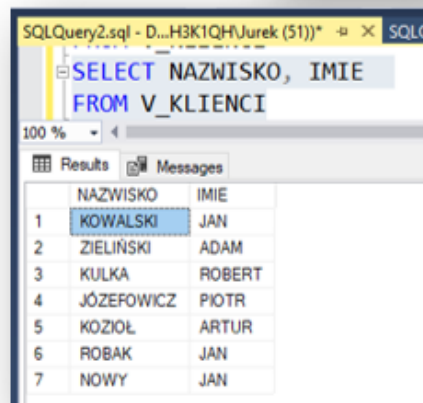 SQLQuery2.sql - D...H3K1QH\Jurek (51))* SQL
SELECT NAZWISKO, IMIE
FROM V_KLIENCI
100 %
Results Messages
NAZWISKO IMIE
1 KOWALSKI JAN
2 ZIELIŃSKI ADAM
3 KULKA ROBERT
4 JÓZEFOWICZ PIOTR
5 KOZIOŁ ARTUR
6 ROBAK JAN
7 NOWY JAN